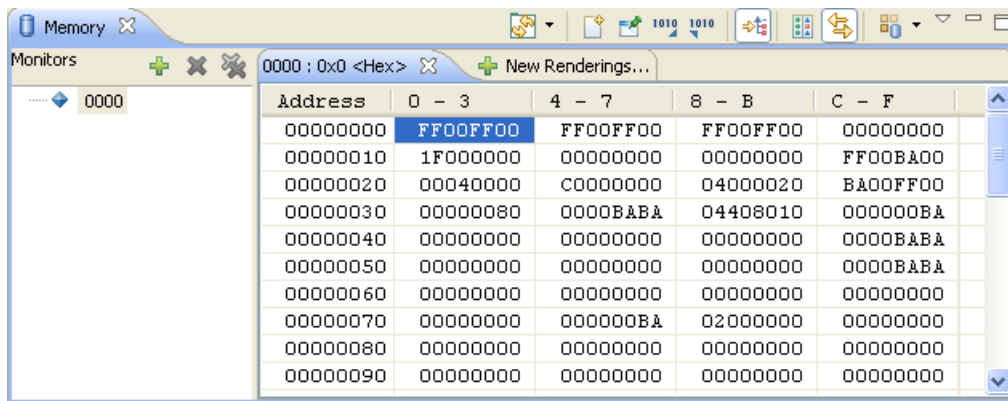 Memory
1010 1010
Monitors
0000 : 0x0 <Hex> New Renderings...
0000
Address 0 - 3 4 - 7 8 - B C - F
00000000 FF00FF00 FF00FF00 FF00FF00 00000000
00000010 1F000000 00000000 00000000 FF00BA00
00000020 00040000 C0000000 04000020 BA00FF00
00000030 00000080 0000BABA 04408010 000000BA
00000040 00000000 00000000 00000000 0000BABA
00000050 00000000 00000000 00000000 0000BABA
00000060 00000000 00000000 00000000 00000000
00000070 00000000 000000BA 02000000 00000000
00000080 00000000 00000000 00000000 00000000
00000090 00000000 00000000 00000000 00000000